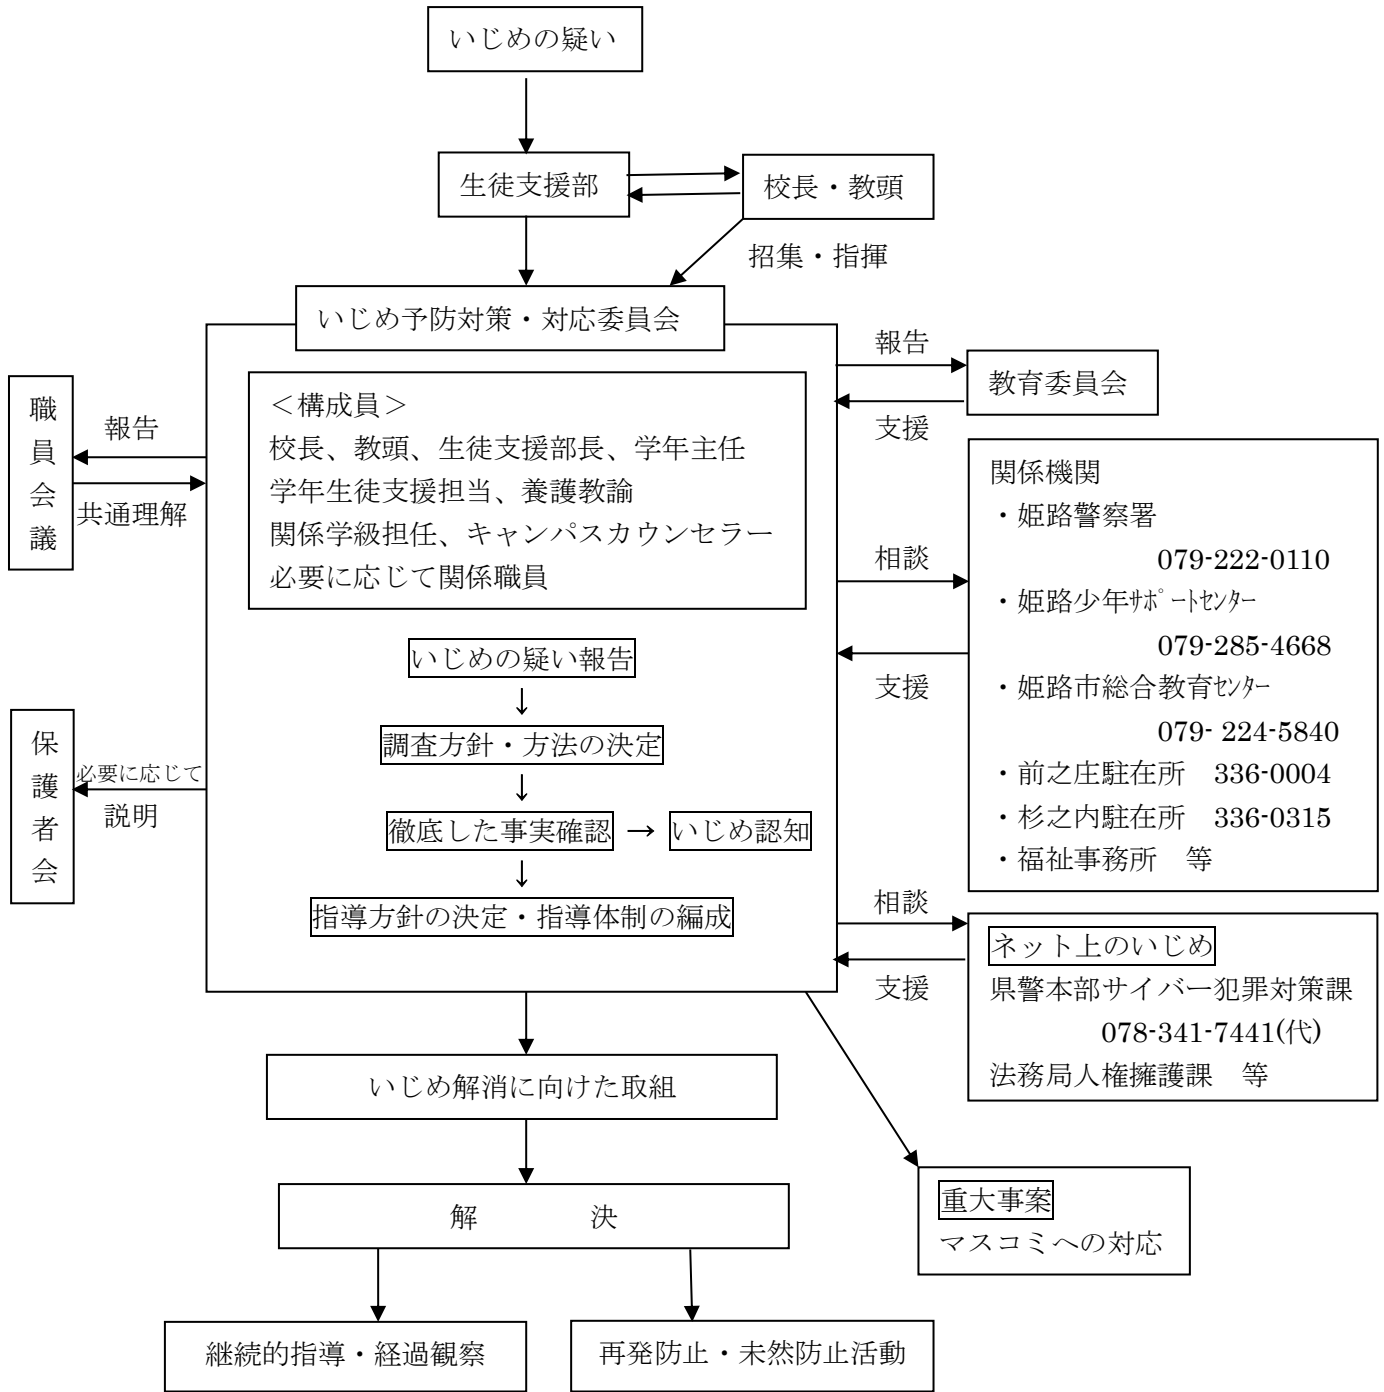 いじめの疑い
生徒支援部
校長・教頭
招集・指揮
いじめ予防対策・対応委員会
報告
教育委員会
支援
職員会議
報告
共通理解
＜構成員＞
校長、教頭、生徒支援部長、学年主任
学年生徒支援担当、養護教諭
関係学級担任、キャンパスカウンセラー
必要に応じて関係職員
相談
支援
関係機関
・姫路警察署
079-222-0110
・姫路少年ｻﾎﾟｰﾄｾﾝﾀｰ
079-285-4668
・姫路市総合教育ｾﾝﾀｰ
079- 224-5840
・前之庄駐在所　336-0004
・杉之内駐在所　336-0315
・福祉事務所　等
いじめの疑い報告
↓
調査方針・方法の決定
↓
徹底した事実確認 → いじめ認知
↓
指導方針の決定・指導体制の編成
保護者会
必要に応じて
説明
相談
支援
ネット上のいじめ
県警本部サイバー犯罪対策課
078-341-7441(代)
法務局人権擁護課　等
いじめ解消に向けた取組
解　　　　決
重大事案
マスコミへの対応
継続的指導・経過観察
再発防止・未然防止活動